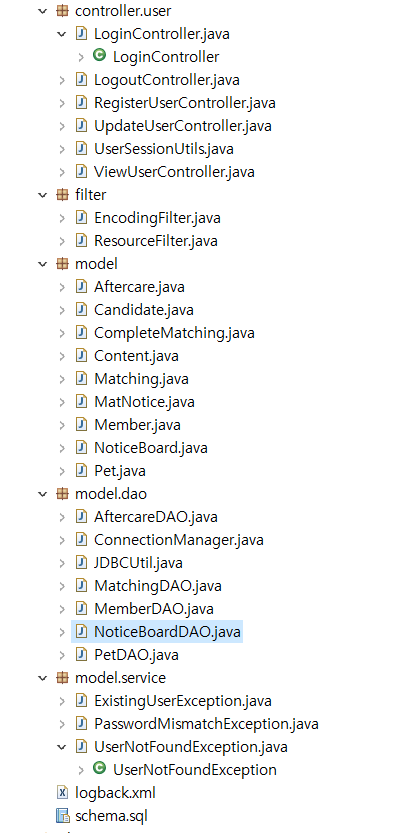 controller.user
LoginController.java
LoginController
LogoutController.java
RegisterUserController.java
UpdateUserController.java
UserSessionUtils.java
ViewUserController.java
filter
EncodingFilter.java
ResourceFilter.java
model
Aftercare.java
Candidate.java
CompleteMatching.java
Content.java
Matching.java
MatNotice.java
Member.java
NoticeBoard.java
Pet.java
model.dao
AftercareDAO.java
ConnectionManager.java
JDBCUtil.java
MatchingDAO.java
MemberDAO.java
NoticeBoardDAO.java
PetDAO.java
model.service
ExistingUserException.java
PasswordMismatchException.java
UserNotFoundException.java
UserNotFoundException
logback.xml
schema.sql